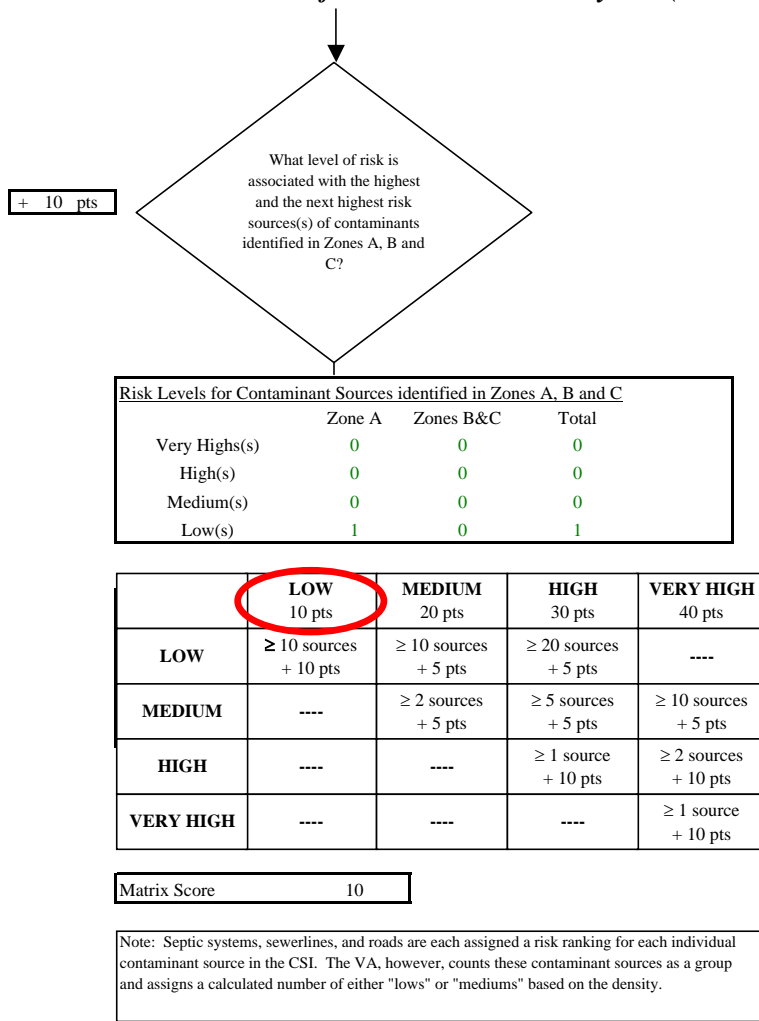 What level of risk is
associated with the highest
and the next highest risk
sources(s) of contaminants
identified in Zones A, B and
C?
+ 10 pts
Risk Levels for Contaminant Sources identified in Zones A, B and C
Zone A Zones B&C Total
Very Highs(s) 0 0 0
High(s) 0 0 0
Medium(s) 0 0 0
Low(s) 1 0 1
LOW MEDIUM HIGH VERY HIGH
10 pts 20 pts 30 pts 40 pts
LOW ≥ 10 sources ≥ 10 sources ≥ 20 sources ----
+ 10 pts + 5 pts + 5 pts
MEDIUM ---- ≥ 2 sources ≥ 5 sources ≥ 10 sources
+ 5 pts + 5 pts + 5 pts
HIGH ---- ---- ≥ 1 source ≥ 2 sources
+ 10 pts + 10 pts
VERY HIGH ---- ---- ---- ≥ 1 source
+ 10 pts
Matrix Score 10
Note: Septic systems, sewerlines, and roads are each assigned a risk ranking for each individual
contaminant source in the CSI. The VA, however, counts these contaminant sources as a group
and assigns a calculated number of either "lows" or "mediums" based on the density.